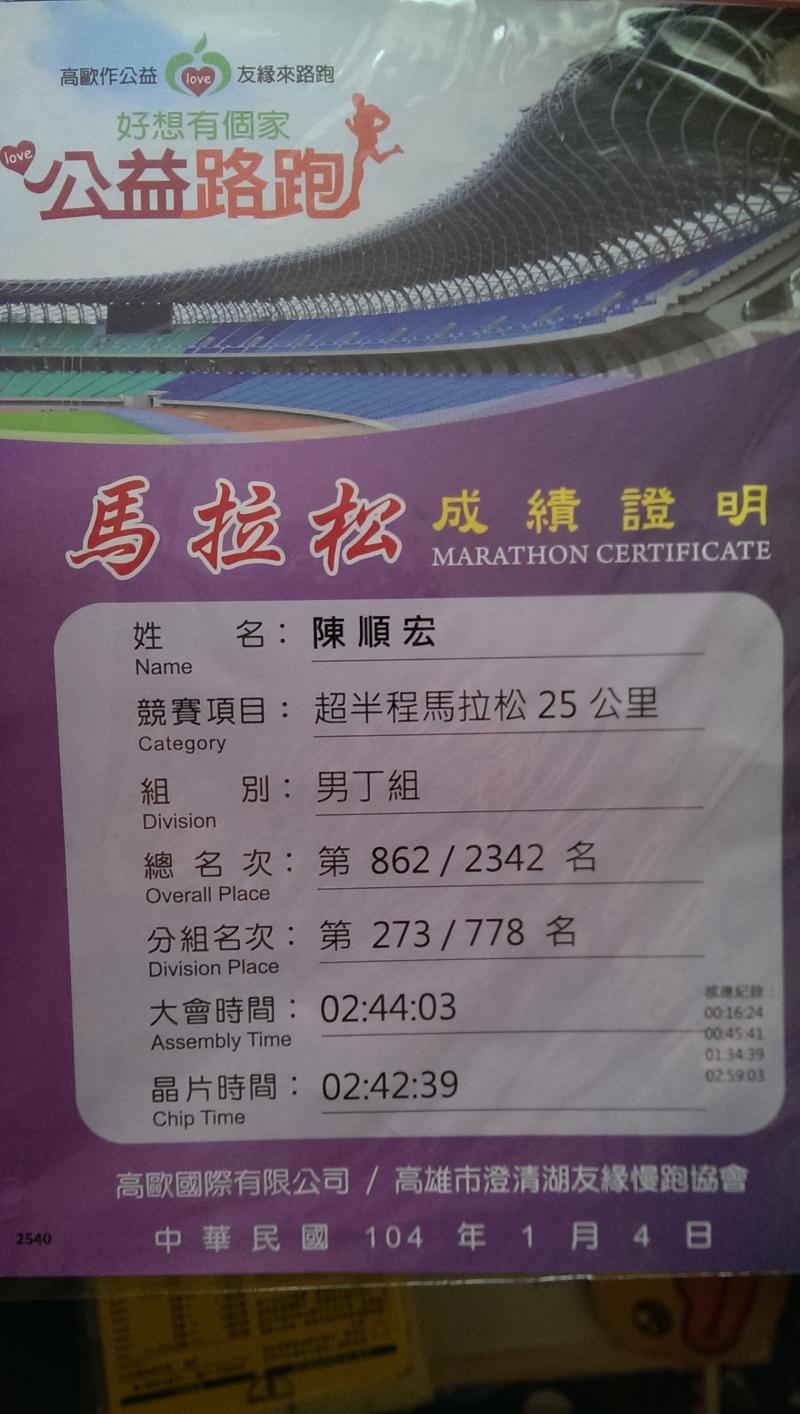 高歐作公益 love 友緣來路跑
好想有個家
love
公益路跑
馬拉松 成績證明
MARATHON CERTIFICATE
姓 名： 陳順宏
Name
競賽項目： 超半程馬拉松 25 公里
Category
組 別： 男丁組
Division
總名次： 第 862 / 2342 名
Overall Place
分組名次： 第 273 / 778 名
Division Place
大會時間： 02:44:03
Assembly Time
晶片時間： 02:42:39
Chip Time
感應紀錄：
00:16:24
00:45:41
01:34:39
02:59:03
高歐國際有限公司 / 高雄市澄清湖友緣慢跑協會
2540
中華民國 104 年 1 月 4 日